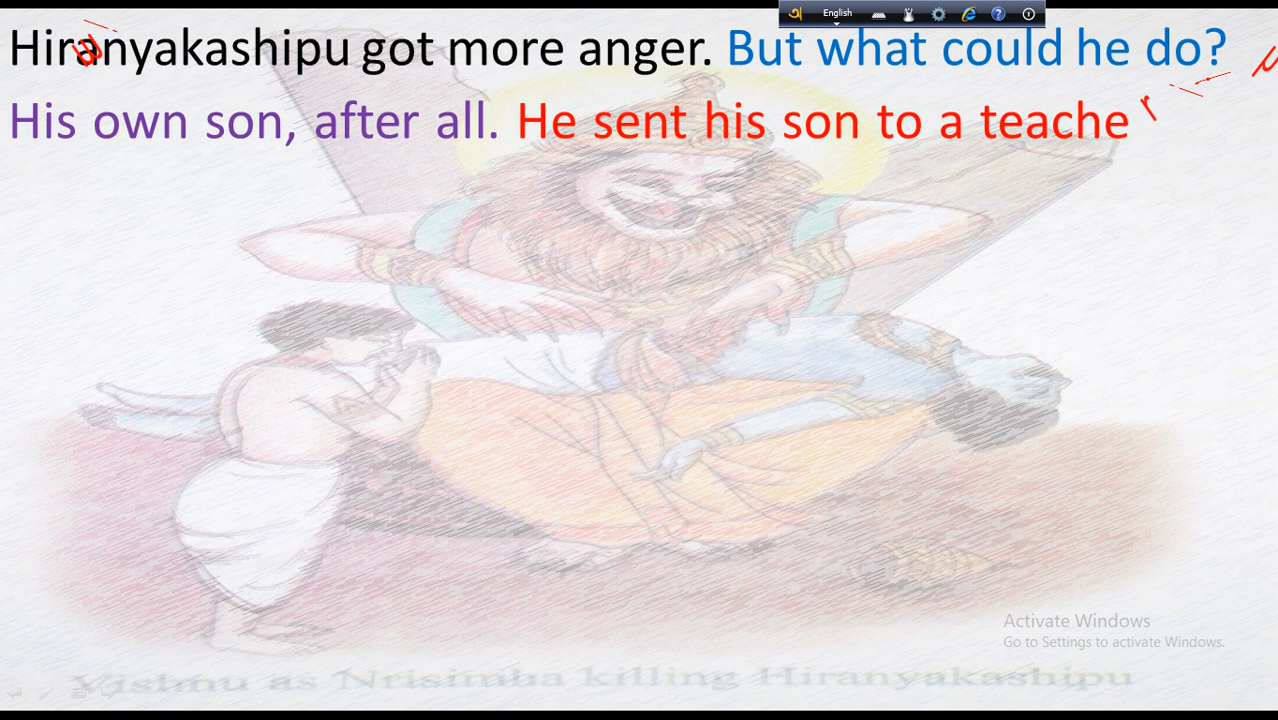 অ English
Hiranyakashipu got more anger. But what could he do?
His own son, after all. He sent his son to a teacher
Activate Windows
Go to Settings to activate Windows.
Vishnu as Nrisimha killing Hiranyakashipu